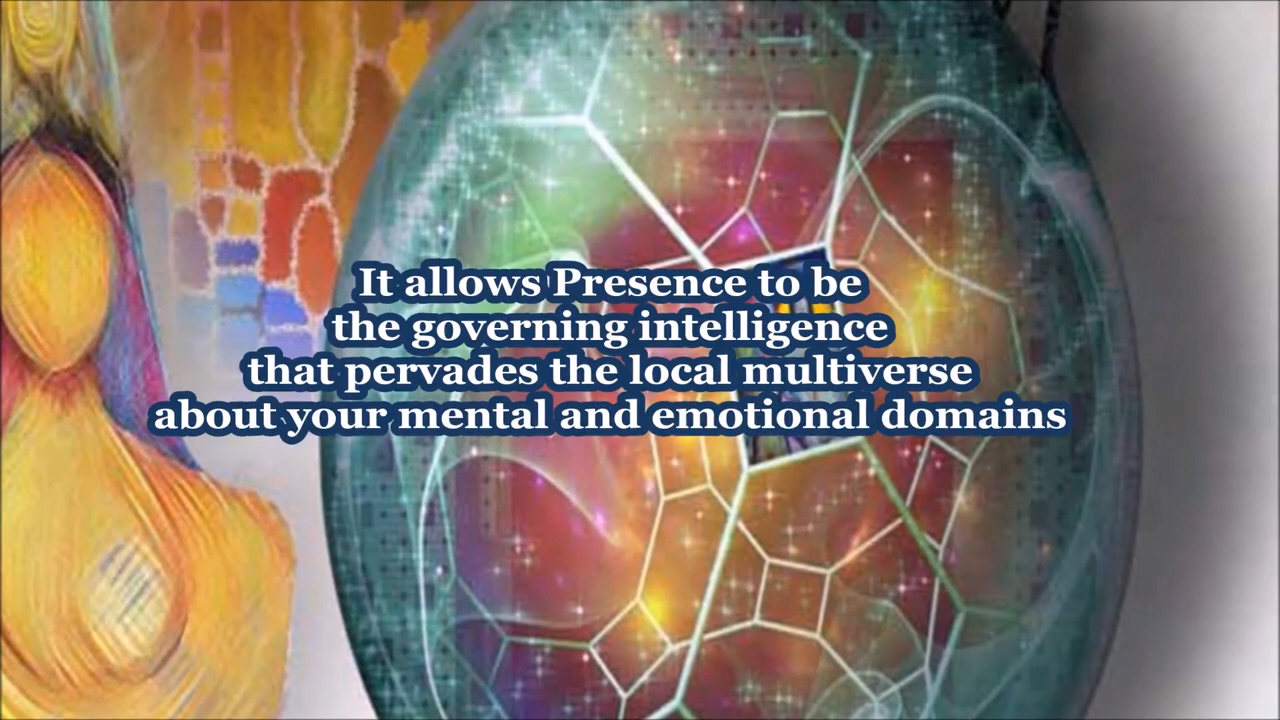 It allows Presence to be
the governing intelligence
that pervades the local multiverse
about your mental and emotional domains